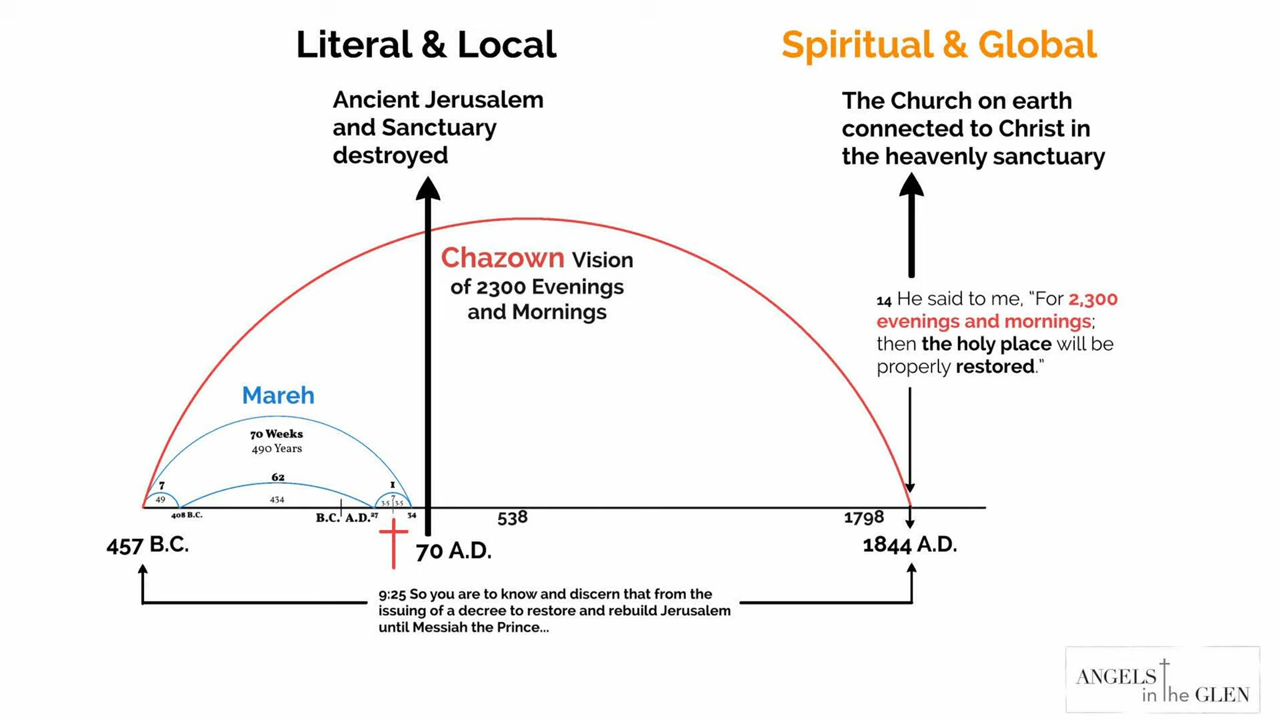 Literal & Local
Spiritual & Global
Ancient Jerusalem
and Sanctuary
destroyed
The Church on earth
connected to Christ in
the heavenly sanctuary
Chazown Vision
of 2300 Evenings
and Mornings
14 He said to me, “For 2,300
evenings and mornings;
then the holy place will be
properly restored.”
Mareh
70 Weeks
490 Years
7
62
1
49
434
7
3.5
3.5
408 B.C.
B.C.
A.D.
27
34
538
1798
457 B.C.
70 A.D.
1844 A.D.
9:25 So you are to know and discern that from the
issuing of a decree to restore and rebuild Jerusalem
until Messiah the Prince...
ANGELS
in the GLEN